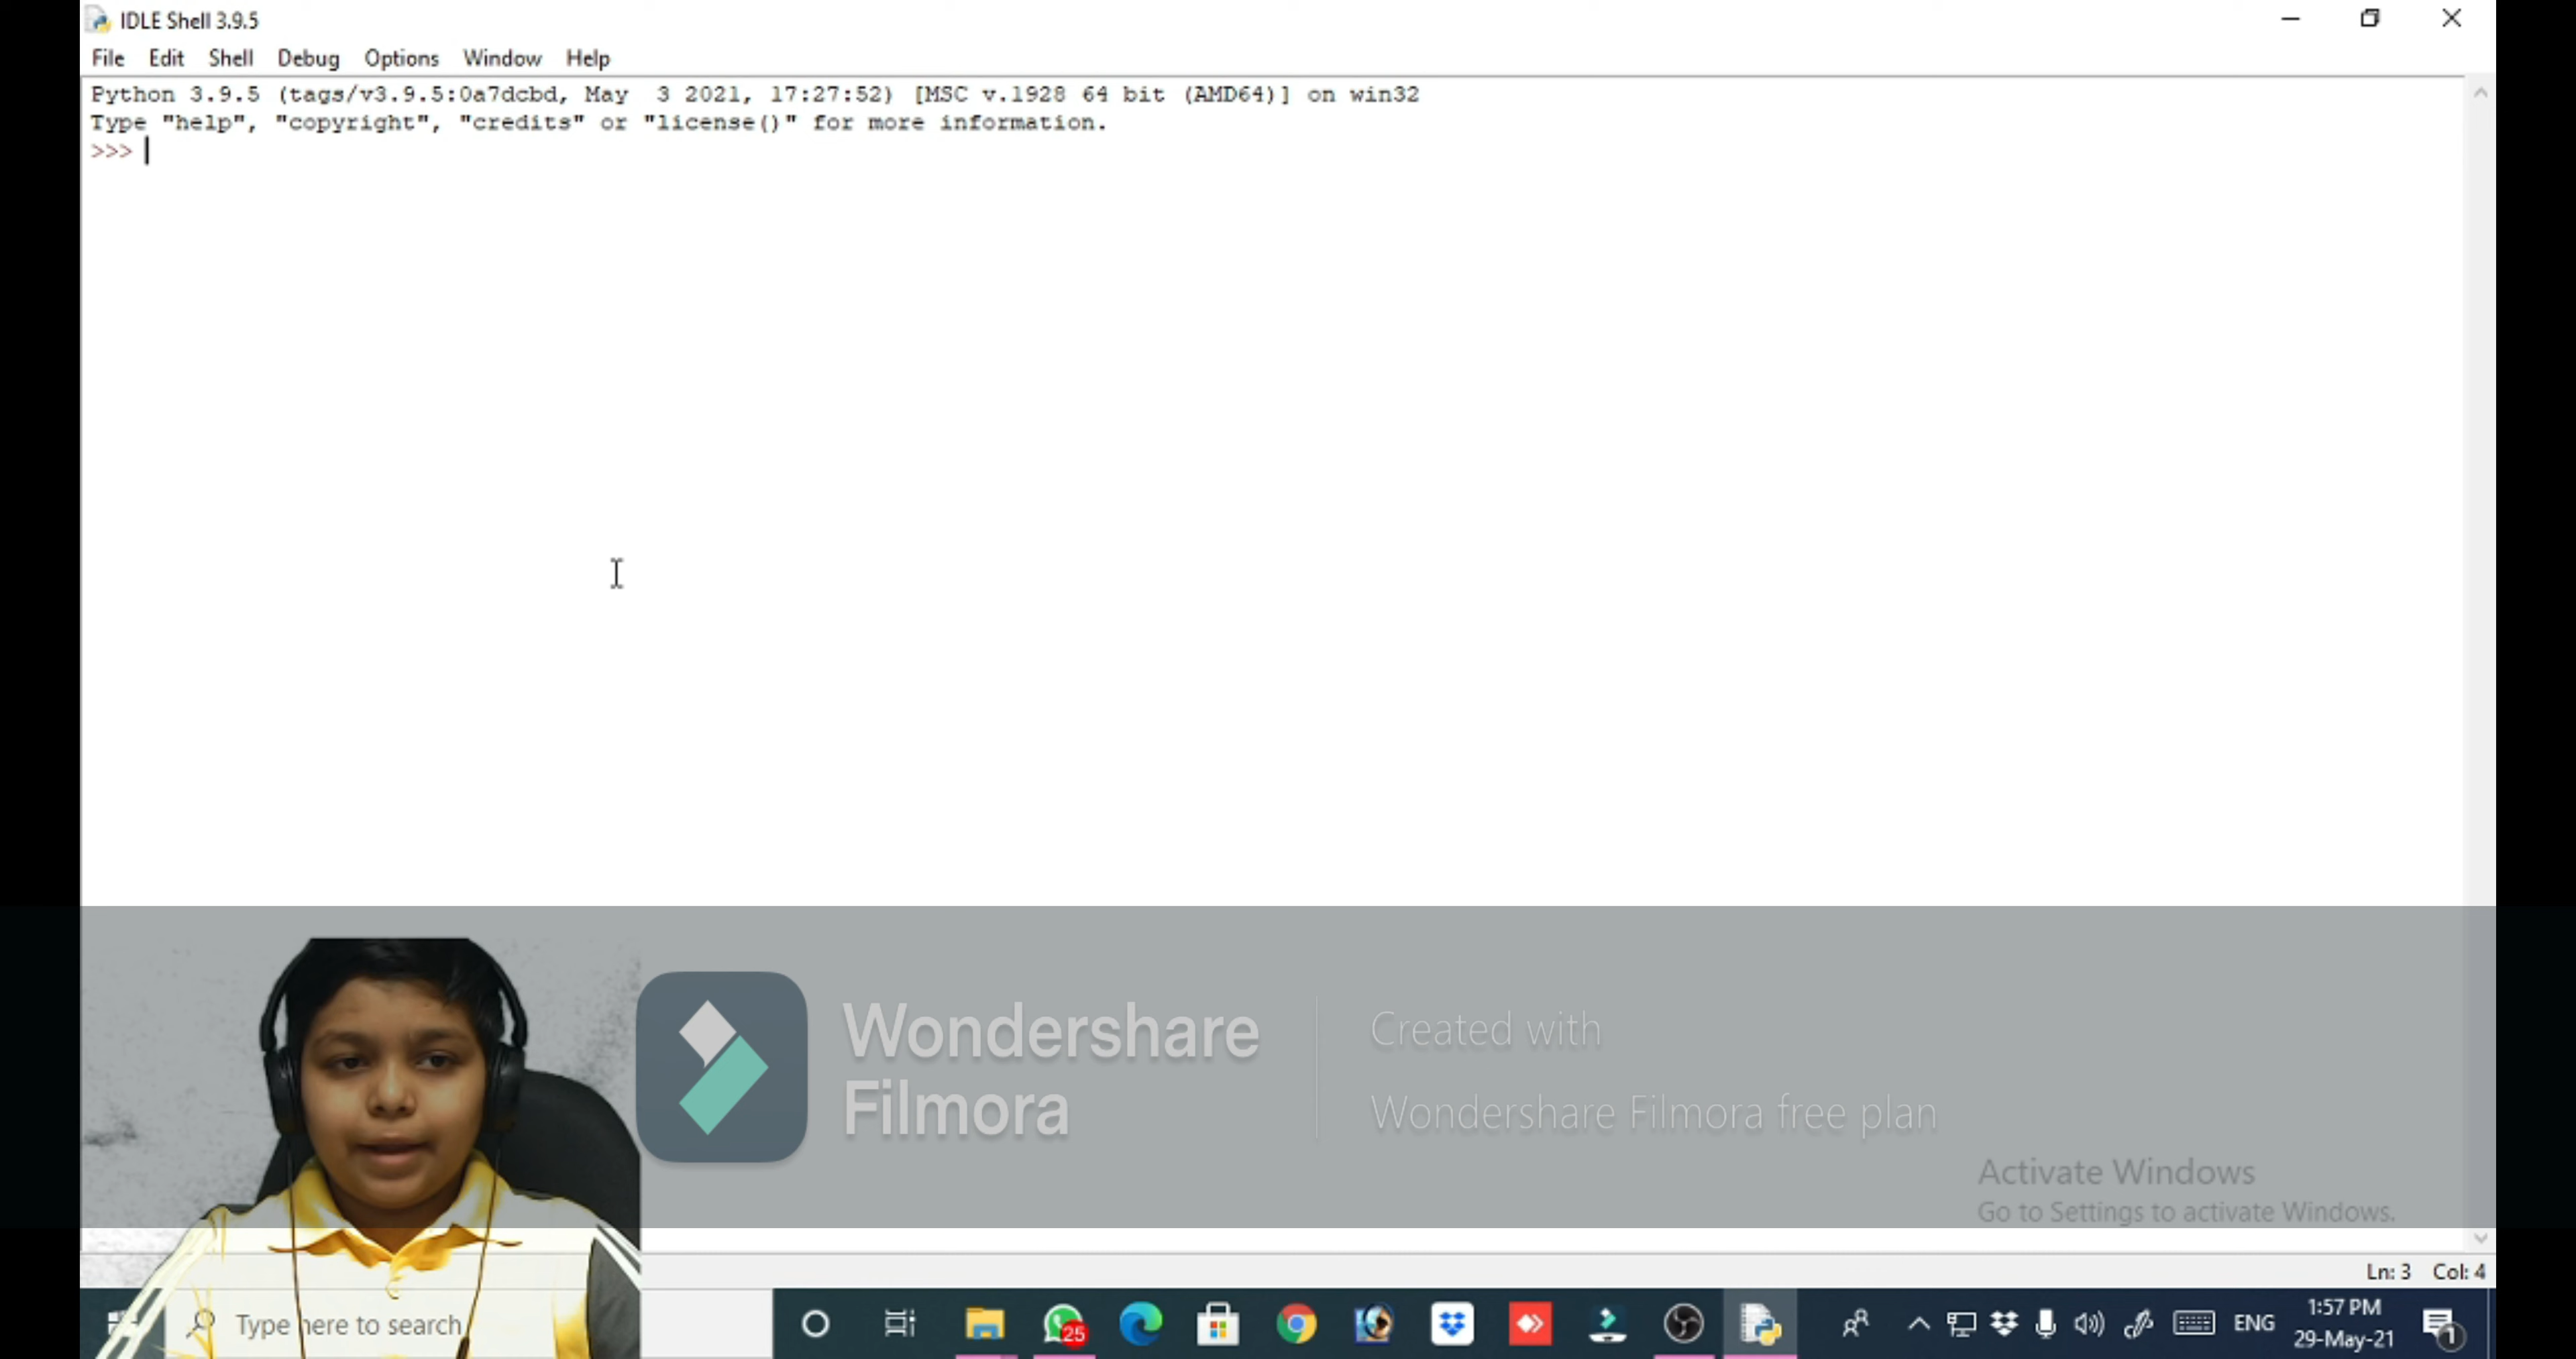 IDLE Shell 3.9.5
File Edit Shell Debug Options Window Help
Python 3.9.5 (tags/v3.9.5:0a7dcbd, May  3 2021, 17:27:52) [MSC v.1928 64 bit (AMD64)] on win32
Type "help", "copyright", "credits" or "license()" for more information.
>>>
Wondershare
Filmora
Created with
Wondershare Filmora free plan
Activate Windows
Go to Settings to activate Windows.
Ln: 3 Col: 4
Type here to search
25
ENG
1:57 PM
29-May-21
1